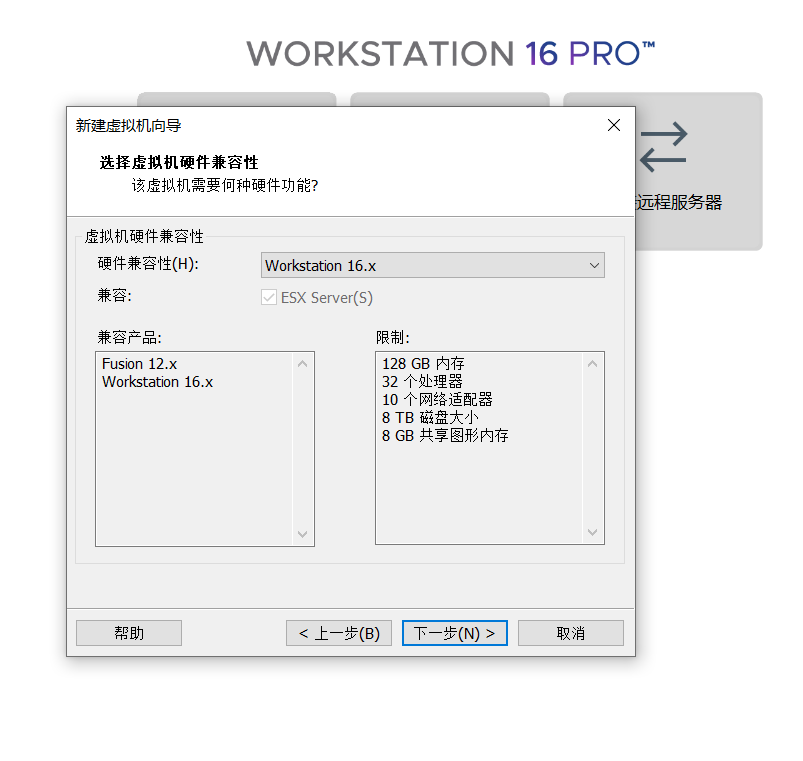 WORKSTATION 16 PRO™
新建虚拟机向导
选择虚拟机硬件兼容性
该虚拟机需要何种硬件功能?
远程服务器
虚拟机硬件兼容性
硬件兼容性(H):
Workstation 16.x
兼容:
ESX Server(S)
兼容产品:
限制:
Fusion 12.x
Workstation 16.x
128 GB 内存
32 个处理器
10 个网络适配器
8 TB 磁盘大小
8 GB 共享图形内存
帮助
< 上一步(B)
下一步(N) >
取消